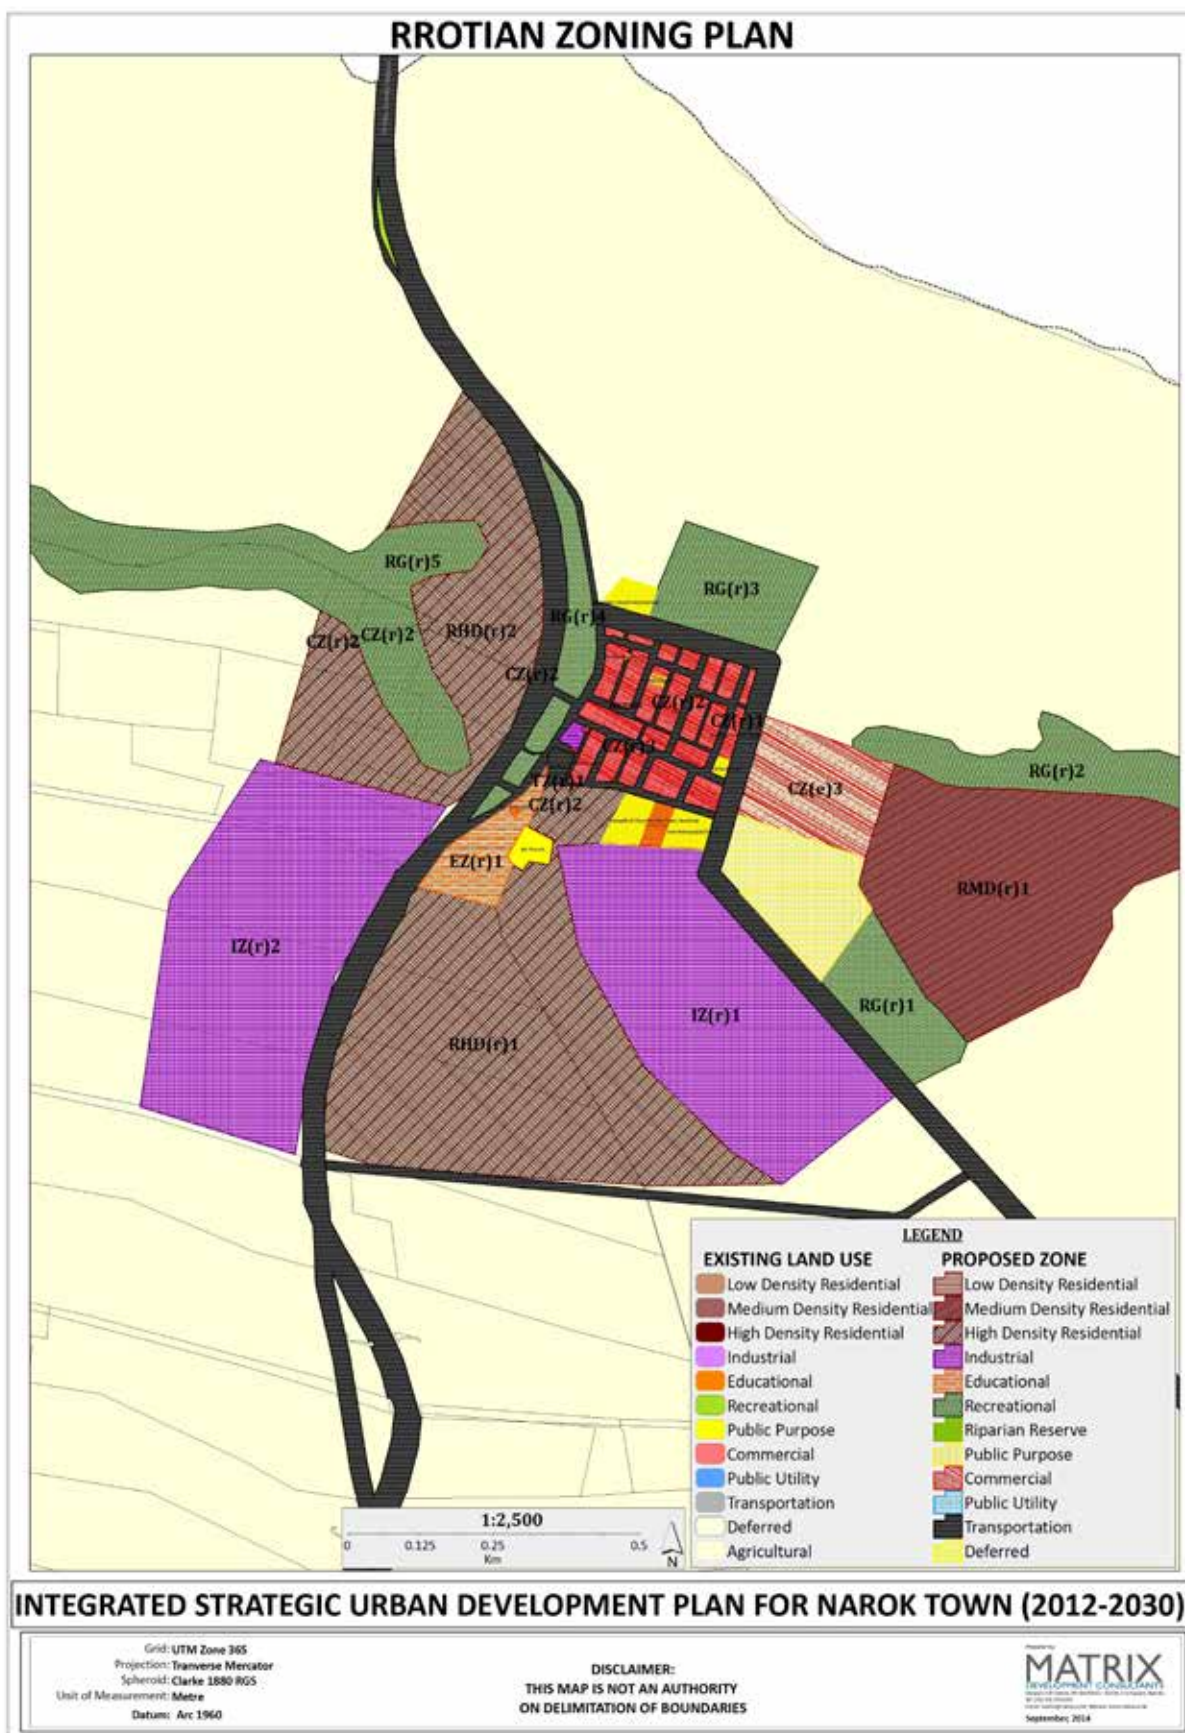 RROTIAN ZONING PLAN
RG(r)5
RG(r)3
RG(r)4
CZ(r)2
CZ(r)2
RHD(r)2
CZ(r)2
CZ(r)2
CZ(r)1
RG(r)2
CZ(e)3
CZ(r)2
EZ(r)1
RMD(r)1
IZ(r)2
RG(r)1
IZ(r)1
RHD(r)1
LEGEND
EXISTING LAND USE
Low Density Residential
Medium Density Residential
High Density Residential
Industrial
Educational
Recreational
Public Purpose
Commercial
Public Utility
Transportation
Deferred
Agricultural
PROPOSED ZONE
Low Density Residential
Medium Density Residential
High Density Residential
Industrial
Educational
Recreational
Riparian Reserve
Public Purpose
Commercial
Public Utility
Transportation
Deferred
1:2,500
0 0.125 0.25 0.5
Km
N
INTEGRATED STRATEGIC URBAN DEVELOPMENT PLAN FOR NAROK TOWN (2012-2030)
Grid: UTM Zone 36S
Projection: Tranverse Mercator
Spheroid: Clarke 1880 RGS
Unit of Measurement: Metre
Datum: Arc 1960
DISCLAIMER:
THIS MAP IS NOT AN AUTHORITY
ON DELIMITATION OF BOUNDARIES
MATRIX
DEVELOPMENT CONSULTANTS
September, 2014